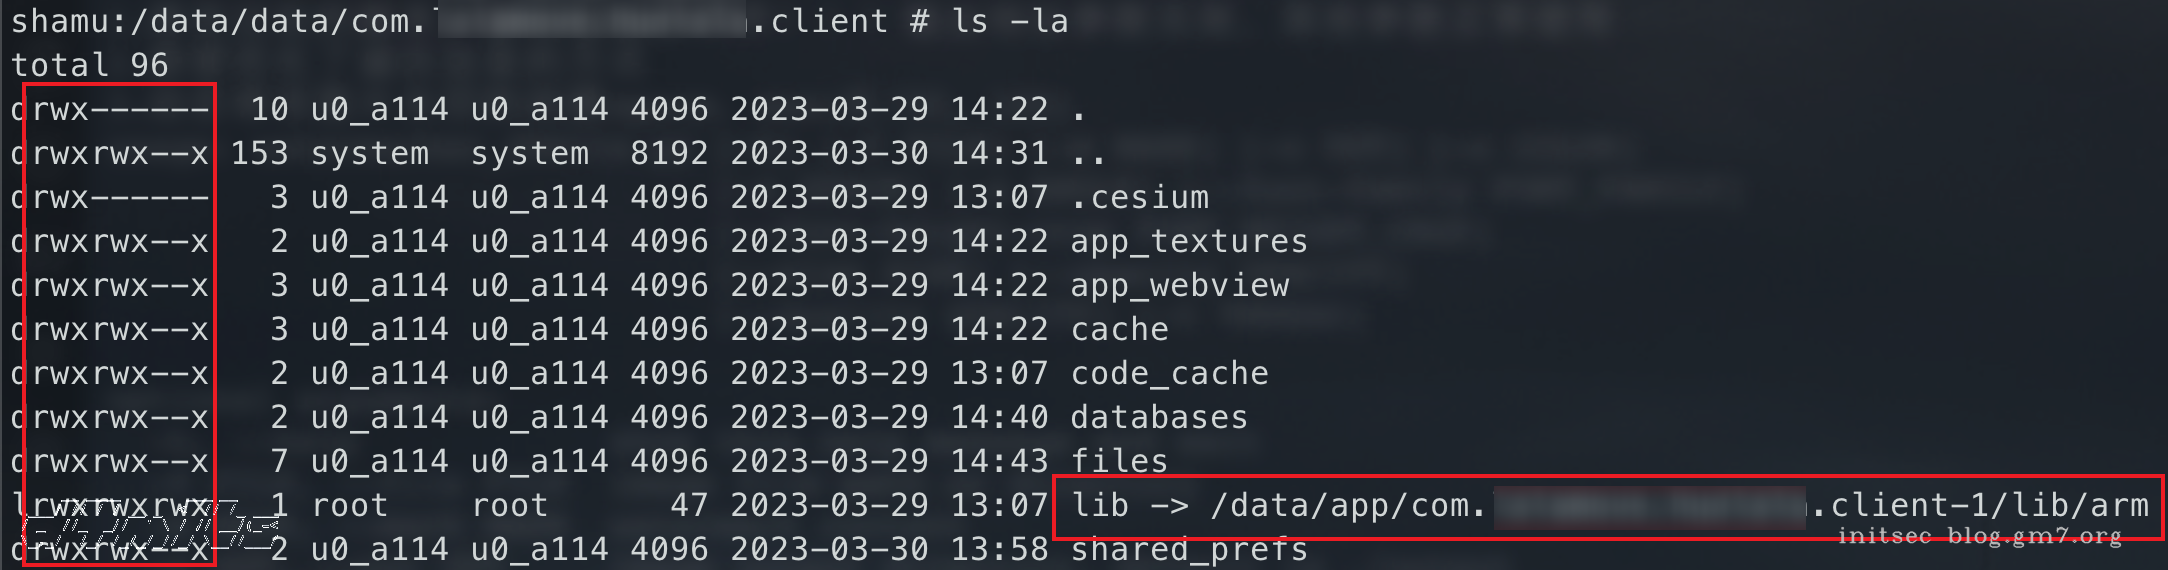 shamu:/data/data/com. .client # ls -la
total 96
drwx------ 10 u0_a114 u0_a114 4096 2023-03-29 14:22 .
drwxrwx--x 153 system system 8192 2023-03-30 14:31 ..
drwx------ 3 u0_a114 u0_a114 4096 2023-03-29 13:07 .cesium
drwxrwx--x 2 u0_a114 u0_a114 4096 2023-03-29 14:22 app_textures
drwxrwx--x 3 u0_a114 u0_a114 4096 2023-03-29 14:22 app_webview
drwxrwx--x 3 u0_a114 u0_a114 4096 2023-03-29 14:22 cache
drwxrwx--x 2 u0_a114 u0_a114 4096 2023-03-29 13:07 code_cache
drwxrwx--x 2 u0_a114 u0_a114 4096 2023-03-29 14:40 databases
drwxrwx--x 7 u0_a114 u0_a114 4096 2023-03-29 14:43 files
lrwxrwxrwx 1 root root 47 2023-03-29 13:07 lib -> /data/app/com. .client-1/lib/arm
drwxrwx--x 2 u0_a114 u0_a114 4096 2023-03-30 13:58 shared_prefs
initsec blog.gm7.org